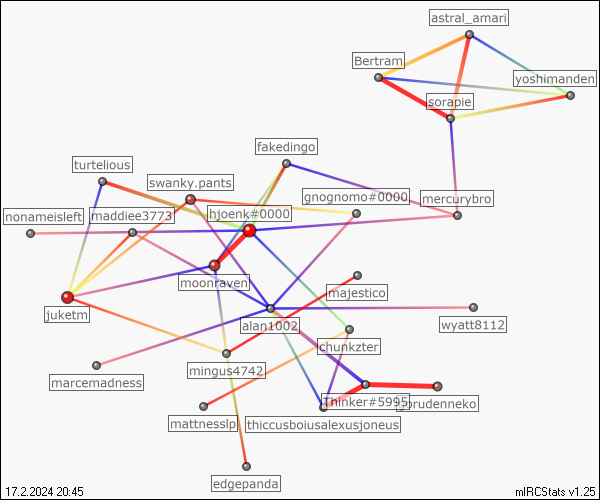 astral_amari
Bertram
yoshimanden
sorapie
fakedingo
turtelious
swanky.pants
gnognomo#0000
mercurybro
nonameisleft
maddiee3773
hjoenk#0000
moonraven
majestico
juketm
alan1002
wyatt8112
chunkzter
mingus4742
marcemadness
Thinker#5995
prudenneko
mattnesslp
thiccusboiusalexusjoneus
edgepanda
17.2.2024 20:45
mIRCStats v1.25